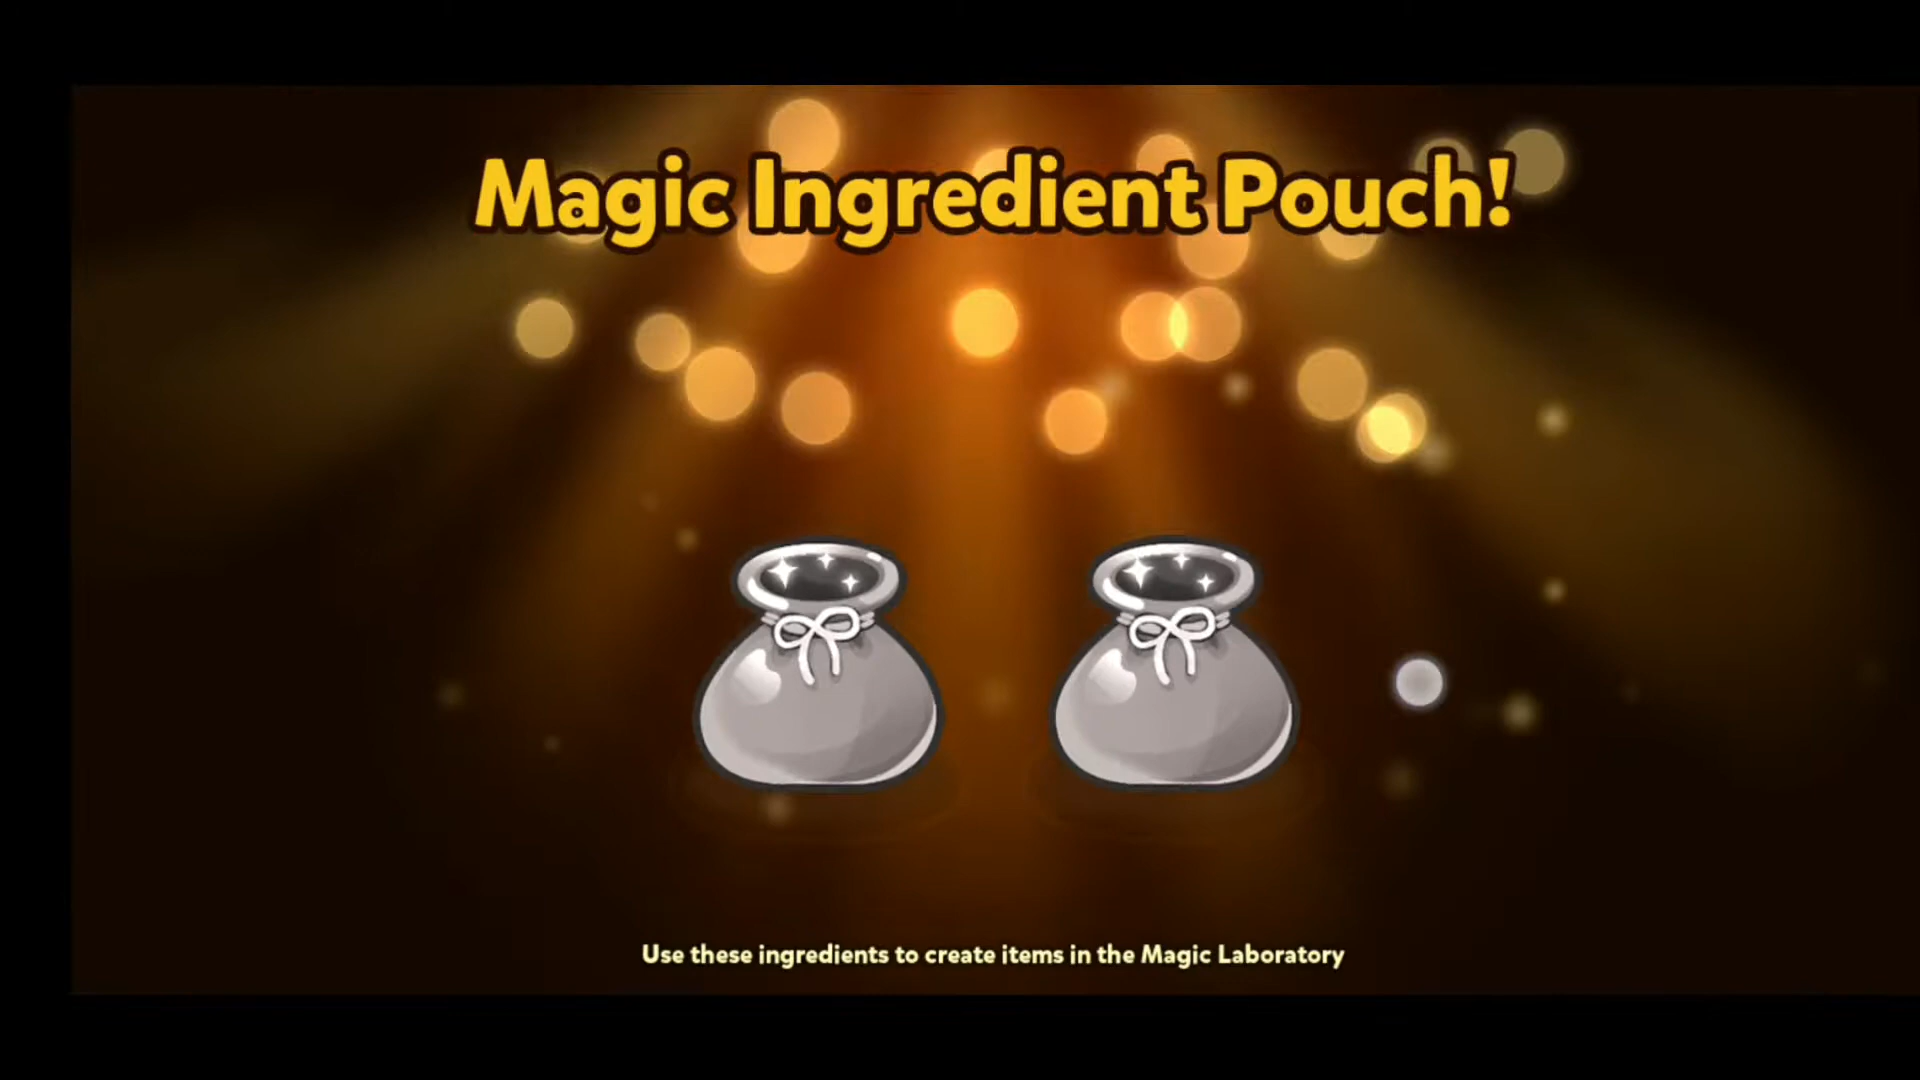 Magic Ingredient Pouch!
Use these ingredients to create items in the Magic Laboratory